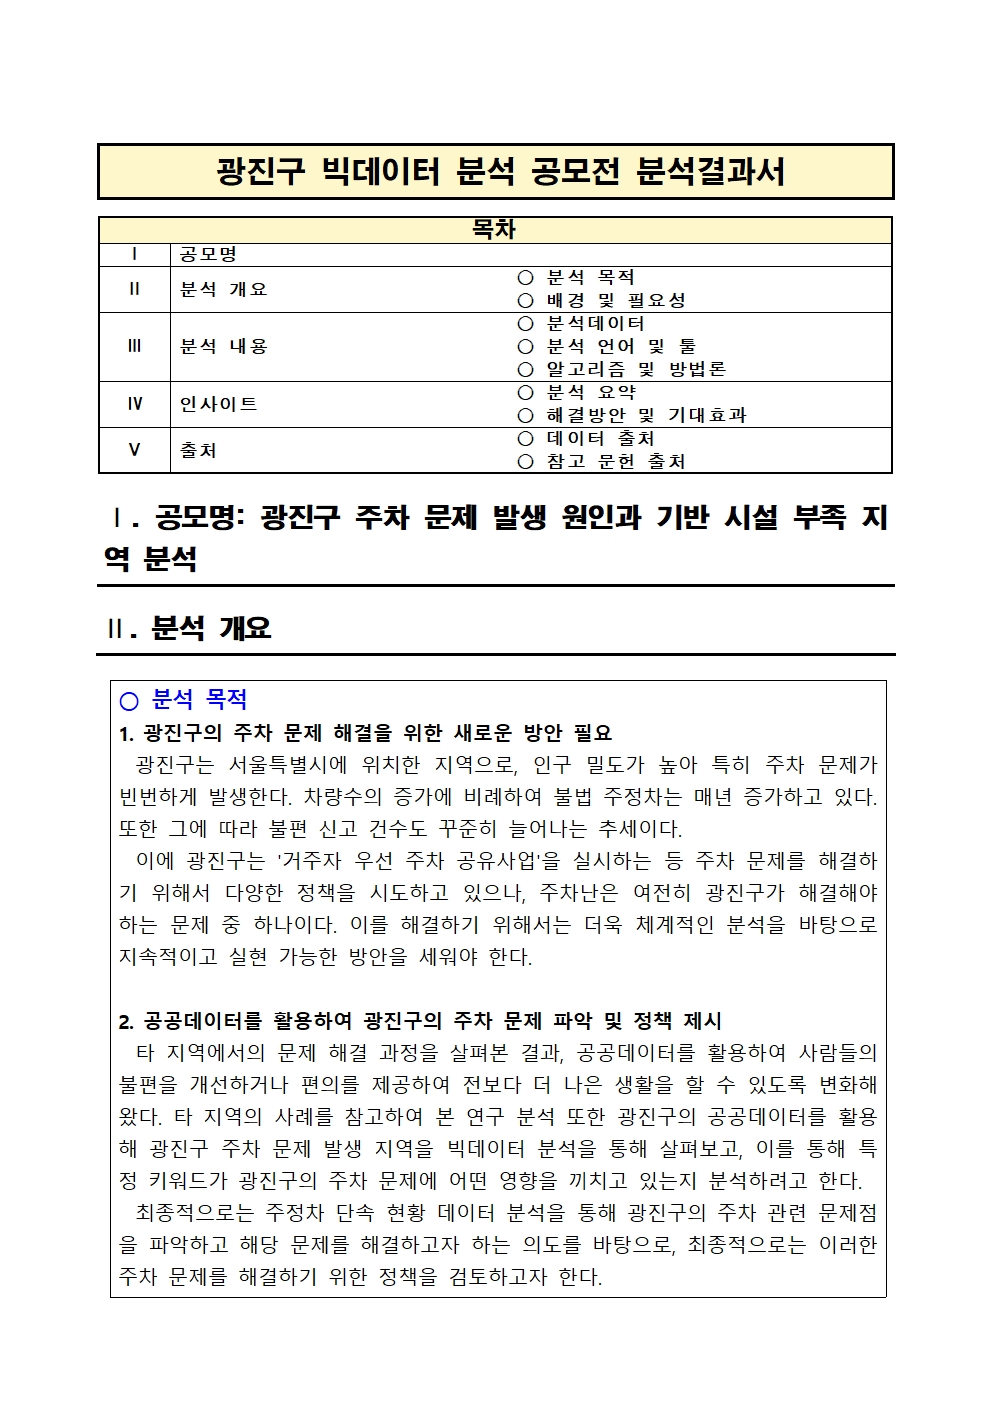 광진구 빅데이터 분석 공모전 분석결과서
목차
Ⅰ 공모명
Ⅱ 분석 개요
○ 분석 목적
○ 배경 및 필요성
Ⅲ 분석 내용
○ 분석데이터
○ 분석 언어 및 툴
○ 알고리즘 및 방법론
Ⅳ 인사이트
○ 분석 요약
○ 해결방안 및 기대효과
Ⅴ 출처
○ 데이터 출처
○ 참고 문헌 출처
Ⅰ. 공모명: 광진구 주차 문제 발생 원인과 기반 시설 부족 지
역 분석
Ⅱ. 분석 개요
○ 분석 목적
1. 광진구의 주차 문제 해결을 위한 새로운 방안 필요
광진구는 서울특별시에 위치한 지역으로, 인구 밀도가 높아 특히 주차 문제가
빈번하게 발생한다. 차량수의 증가에 비례하여 불법 주정차는 매년 증가하고 있다.
또한 그에 따라 불편 신고 건수도 꾸준히 늘어나는 추세이다.
이에 광진구는 '거주자 우선 주차 공유사업'을 실시하는 등 주차 문제를 해결하
기 위해서 다양한 정책을 시도하고 있으나, 주차난은 여전히 광진구가 해결해야
하는 문제 중 하나이다. 이를 해결하기 위해서는 더욱 체계적인 분석을 바탕으로
지속적이고 실현 가능한 방안을 세워야 한다.
2. 공공데이터를 활용하여 광진구의 주차 문제 파악 및 정책 제시
타 지역에서의 문제 해결 과정을 살펴본 결과, 공공데이터를 활용하여 사람들의
불편을 개선하거나 편의를 제공하여 전보다 더 나은 생활을 할 수 있도록 변화해
왔다. 타 지역의 사례를 참고하여 본 연구 분석 또한 광진구의 공공데이터를 활용
해 광진구 주차 문제 발생 지역을 빅데이터 분석을 통해 살펴보고, 이를 통해 특
정 키워드가 광진구의 주차 문제에 어떤 영향을 끼치고 있는지 분석하려고 한다.
최종적으로는 주정차 단속 현황 데이터 분석을 통해 광진구의 주차 관련 문제점
을 파악하고 해당 문제를 해결하고자 하는 의도를 바탕으로, 최종적으로는 이러한
주차 문제를 해결하기 위한 정책을 검토하고자 한다.